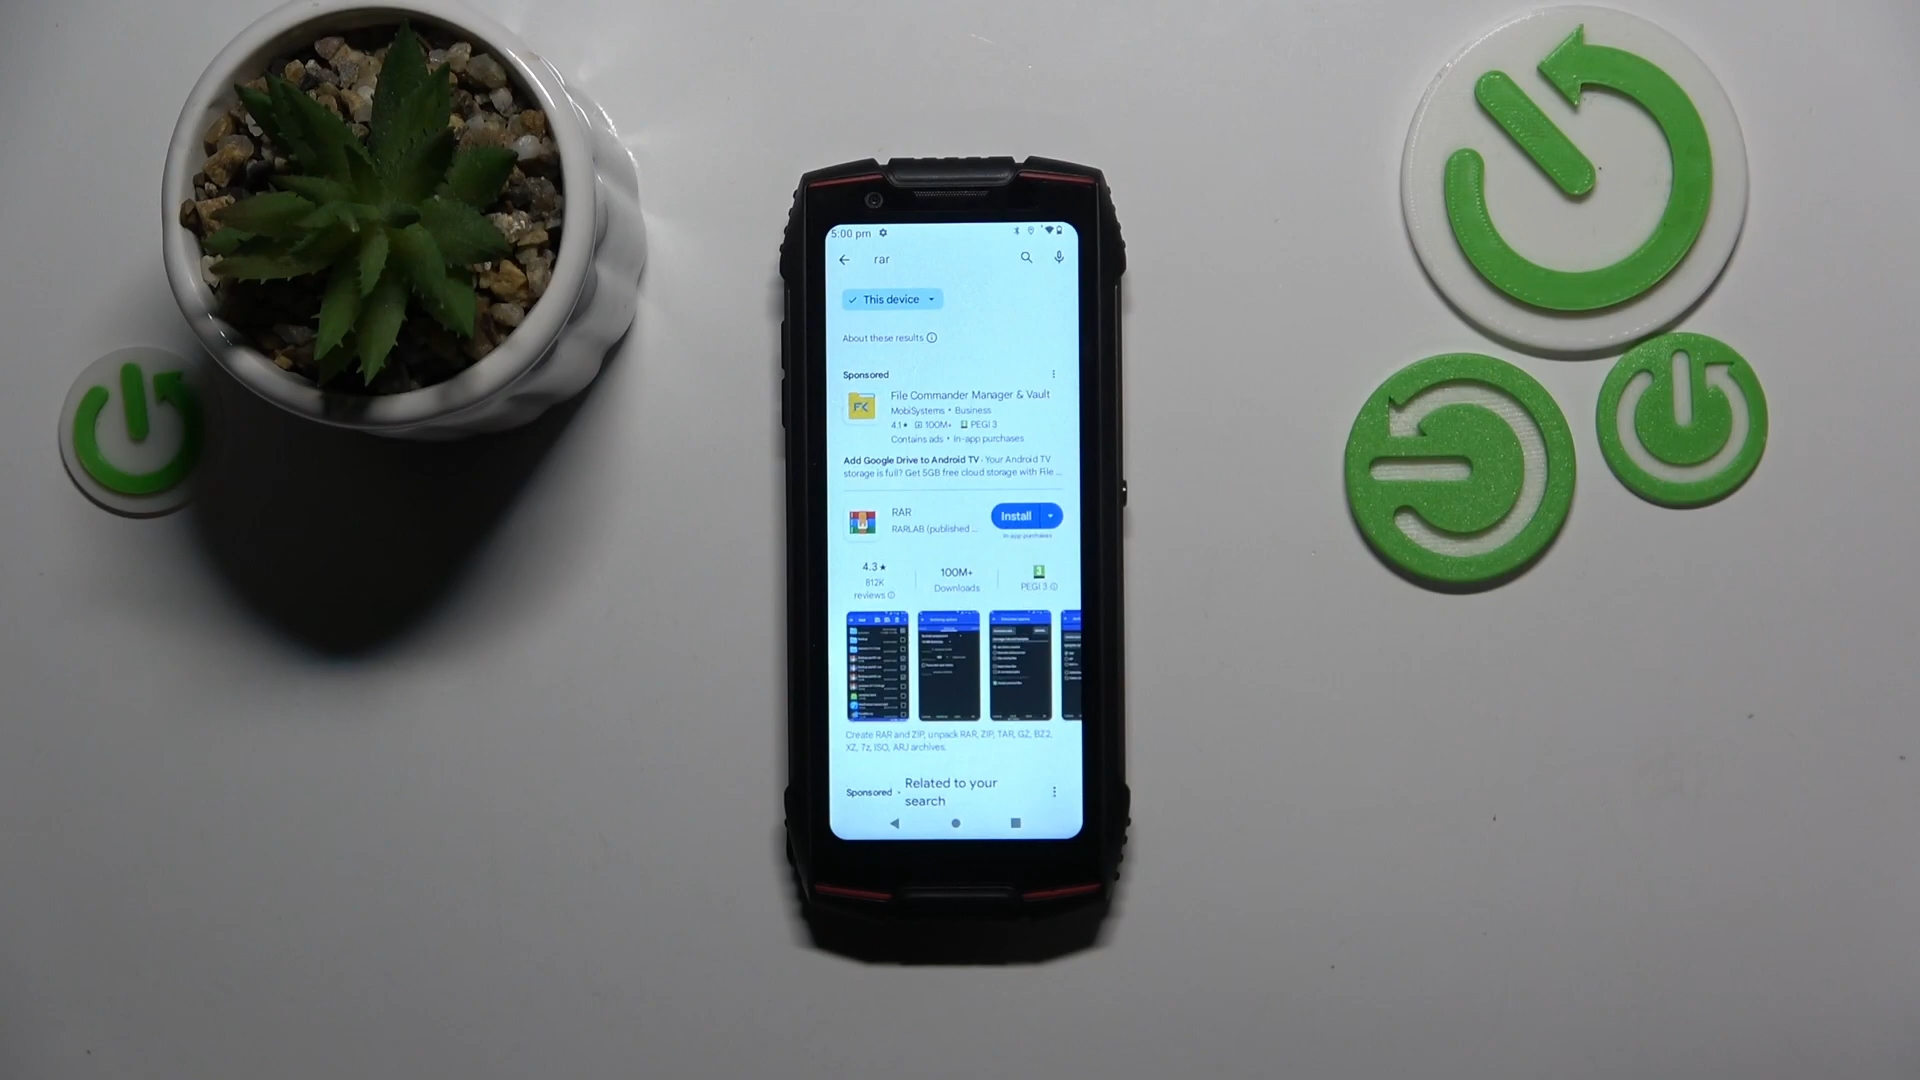 5:00 pm
rar
This device
About these results
Sponsored
File Commander Manager & Vault
MobiSystems • Business
4.1★ 100M+ PEGI 3
Contains ads • In-app purchases
Add Google Drive to Android TV - Your Android TV
storage is full? Get 5GB free cloud storage with File ...
RAR
RARLAB (published ...
Install
In-app purchases
4.3★
812K
reviews
100M+
Downloads
3
PEGI 3
Create RAR and ZIP, unpack RAR, ZIP, TAR, GZ, BZ2,
XZ, 7z, ISO, ARJ archives.
Sponsored · Related to your
search